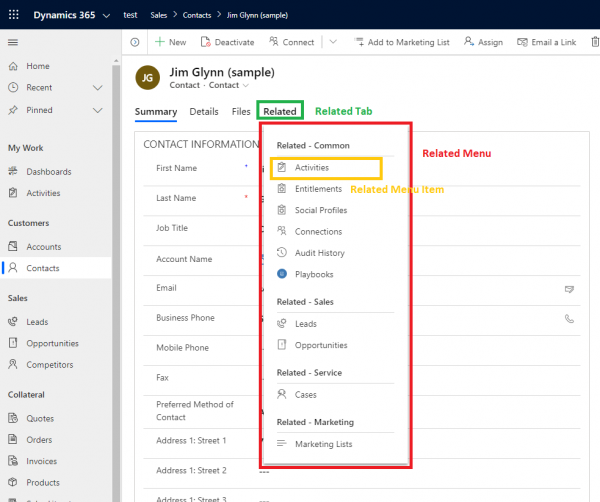 Dynamics 365 test Sales > Contacts > Jim Glynn (sample)
+ New Deactivate Connect Add to Marketing List Assign Email a Link
Home
Recent
Pinned
My Work
Dashboards
Activities
Customers
Accounts
Contacts
Sales
Leads
Opportunities
Competitors
Collateral
Quotes
Orders
Invoices
Products
JG
Jim Glynn (sample)
Contact · Contact
Summary Details Files Related Related Tab
CONTACT INFORMATION
First Name *
Last Name *
Job Title
Account Name
Email
Business Phone
Mobile Phone
Fax
Preferred Method of
Contact
Address 1: Street 1
Address 1: Street 2
---
Address 1: Street 3
Related - Common
Related Menu
Activities
Entitlements
Related Menu Item
Social Profiles
Connections
Audit History
Playbooks
Related - Sales
Leads
Opportunities
Related - Service
Cases
Related - Marketing
Marketing Lists